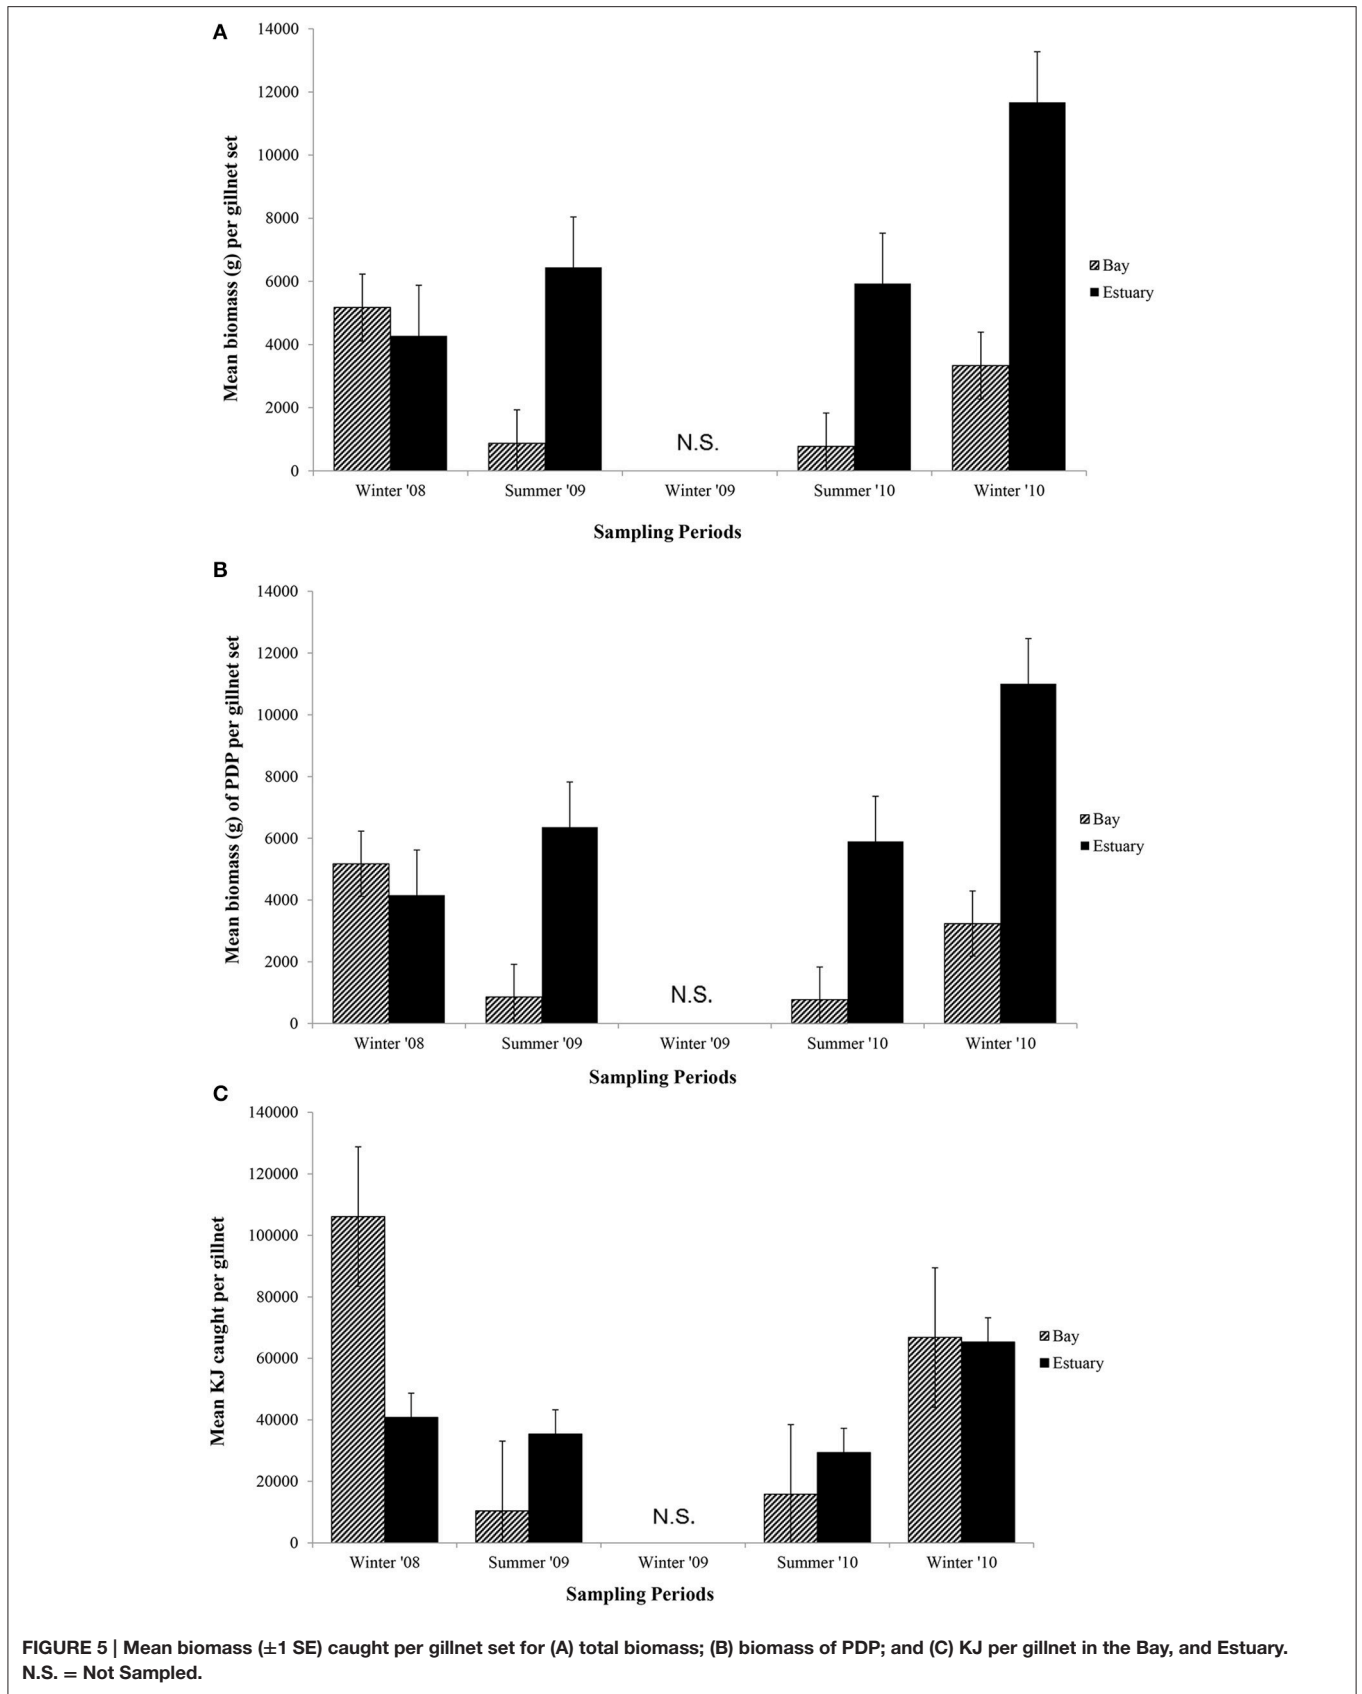 A
14000
12000
10000
8000
6000
4000
2000
0
Mean biomass (g) per gillnet set
N.S.
Bay
Estuary
Winter '08 Summer '09 Winter '09 Summer '10 Winter '10
Sampling Periods
B
14000
12000
10000
8000
6000
4000
2000
0
Mean biomass (g) of PDP per gillnet set
N.S.
Bay
Estuary
Winter '08 Summer '09 Winter '09 Summer '10 Winter '10
Sampling Periods
C
140000
120000
100000
80000
60000
40000
20000
0
Mean KJ caught per gillnet
N.S.
Bay
Estuary
Winter '08 Summer '09 Winter '09 Summer '10 Winter '10
Sampling Periods
FIGURE 5 | Mean biomass (±1 SE) caught per gillnet set for (A) total biomass; (B) biomass of PDP; and (C) KJ per gillnet in the Bay, and Estuary.
N.S. = Not Sampled.